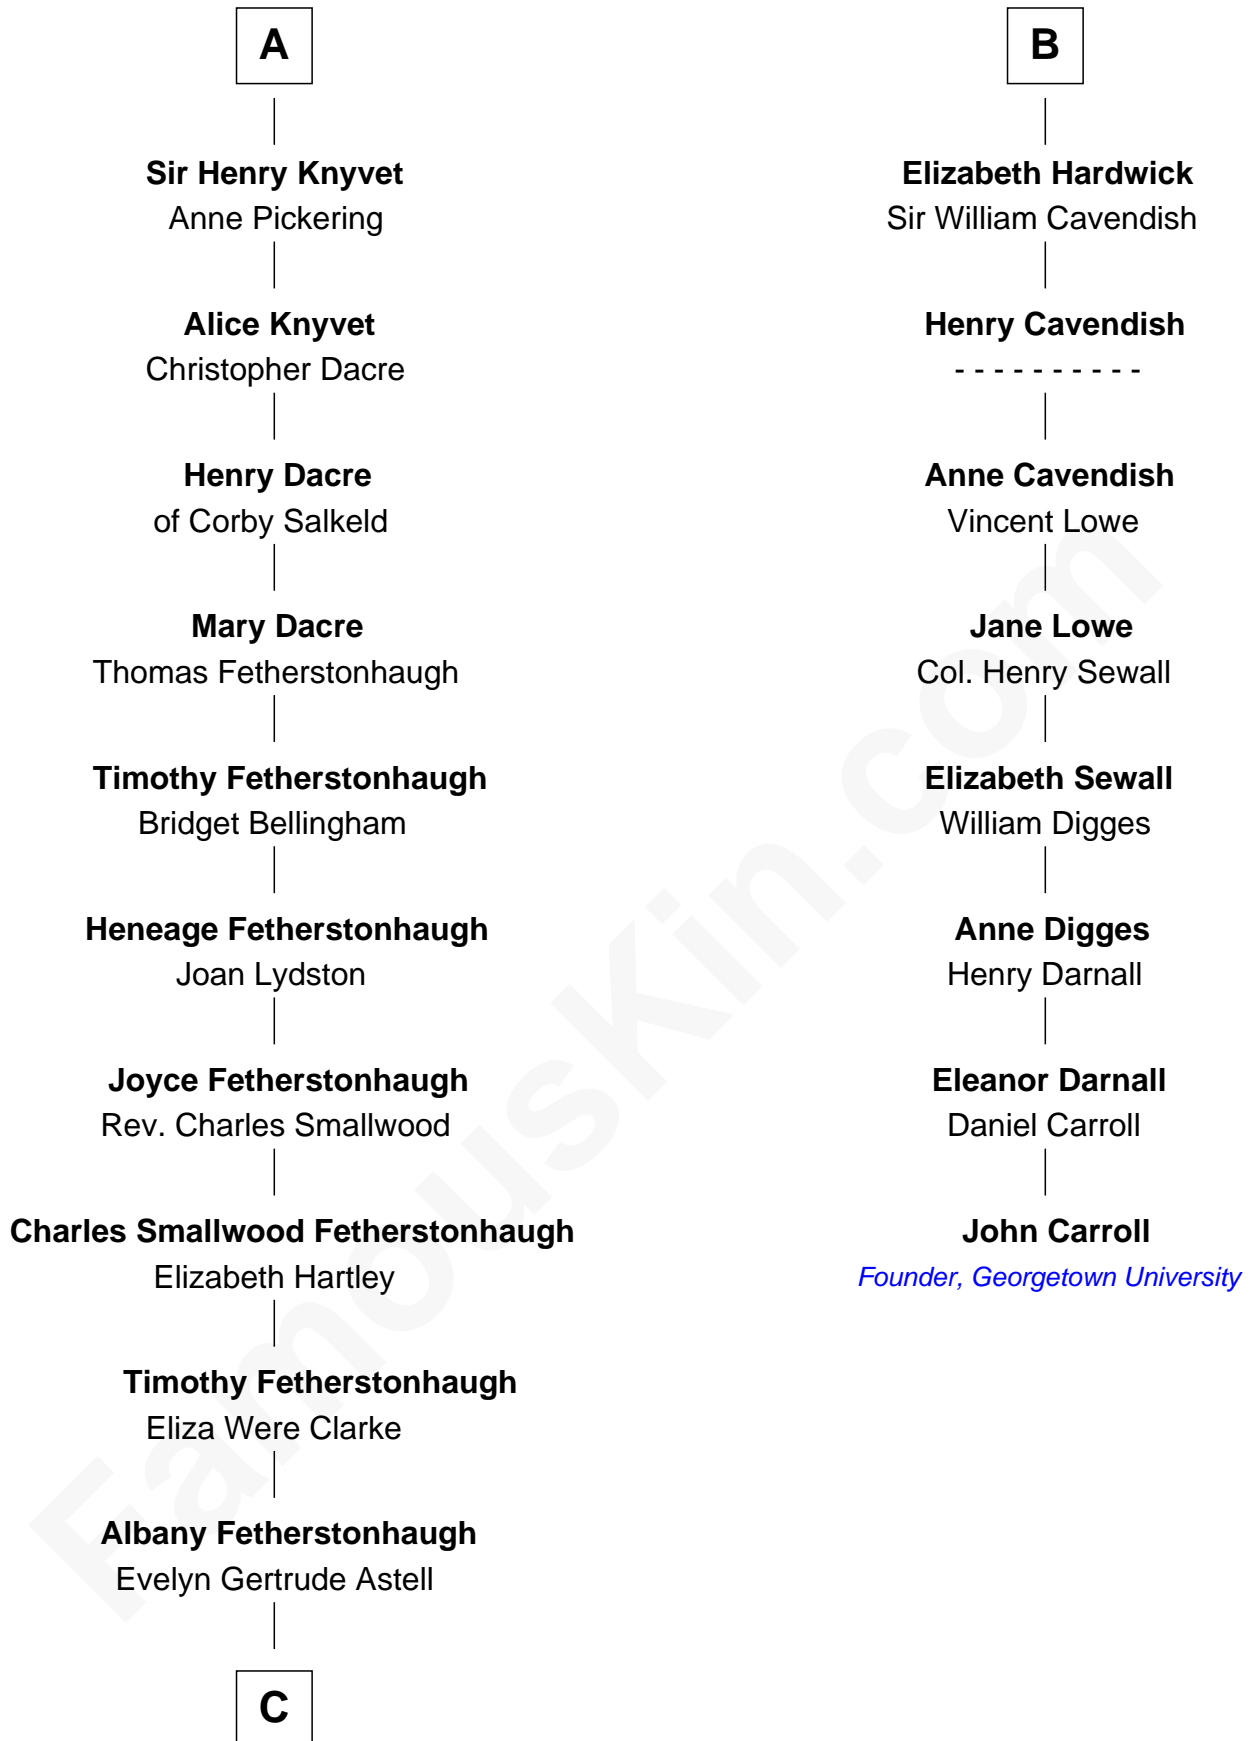 A
Sir Henry Knyvet
Anne Pickering
Alice Knyvet
Christopher Dacre
Henry Dacre
of Corby Salkeld
Mary Dacre
Thomas Fetherstonhaugh
Timothy Fetherstonhaugh
Bridget Bellingham
Heneage Fetherstonhaugh
Joan Lydston
Joyce Fetherstonhaugh
Rev. Charles Smallwood
Charles Smallwood Fetherstonhaugh
Elizabeth Hartley
Timothy Fetherstonhaugh
Eliza Were Clarke
Albany Fetherstonhaugh
Evelyn Gertrude Astell
C
B
Elizabeth Hardwick
Sir William Cavendish
Henry Cavendish
- - - - - - - - - -
Anne Cavendish
Vincent Lowe
Jane Lowe
Col. Henry Sewall
Elizabeth Sewall
William Digges
Anne Digges
Henry Darnall
Eleanor Darnall
Daniel Carroll
John Carroll
Founder, Georgetown University
FamousKin.com